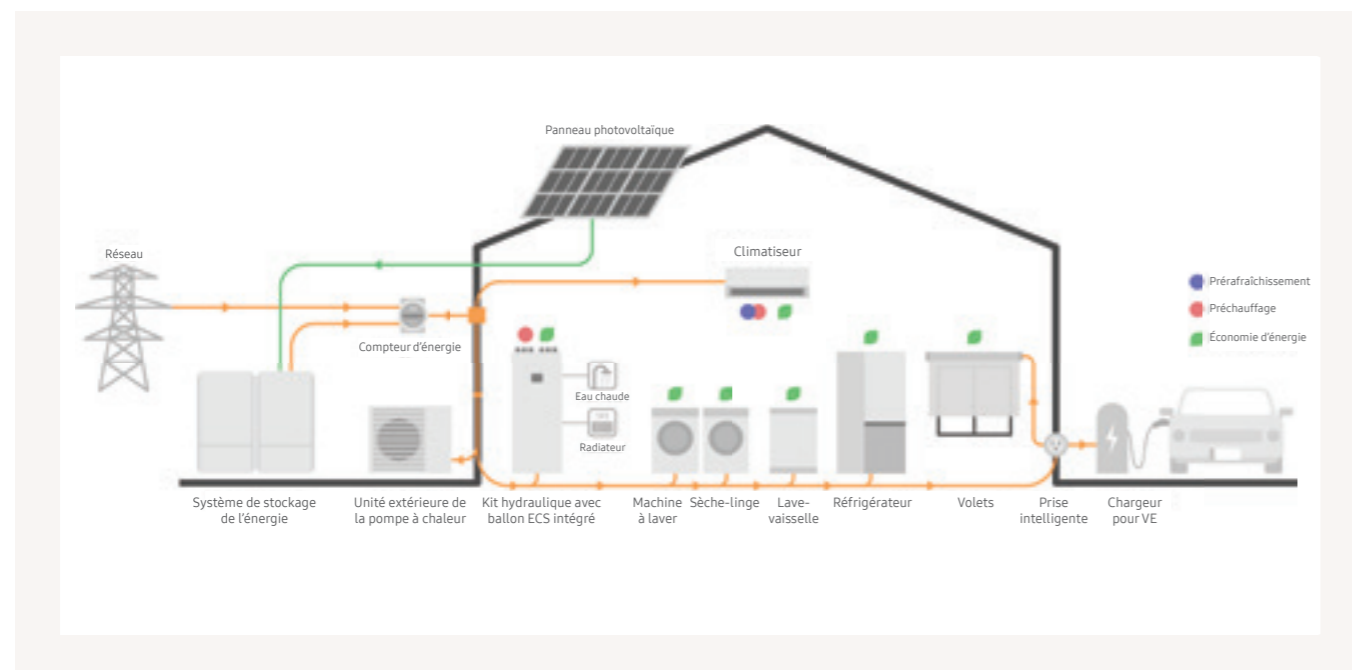 Panneau photovoltaïque
Réseau
Climatiseur
Prérafraîchissement
Préchauffage
Économie d'énergie
Compteur d'énergie
Eau chaude
Radiateur
Système de stockage
de l'énergie
Unité extérieure de
la pompe à chaleur
Kit hydraulique avec
ballon ECS intégré
Machine
à laver
Sèche-linge
Lave-
vaisselle
Réfrigérateur
Volets
Prise
intelligente
Chargeur
pour VE